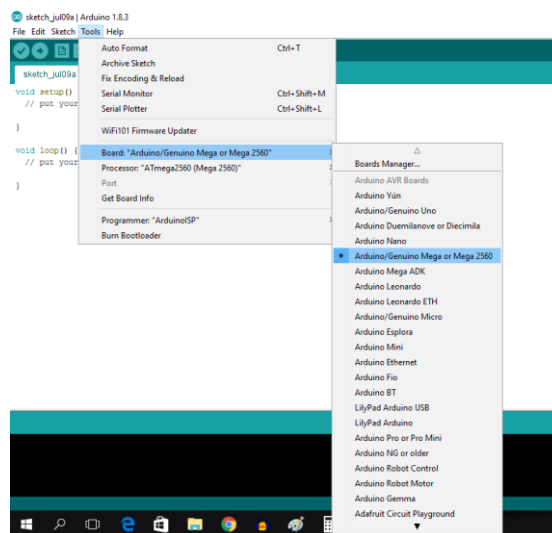 sketch_jul09a | Arduino 1.8.3
File Edit Sketch Tools Help
sketch_jul09a
void setup()
// put your
}
void loop() {
// put your
}
Auto Format Ctrl+T
Archive Sketch
Fix Encoding & Reload
Serial Monitor Ctrl+Shift+M
Serial Plotter Ctrl+Shift+L
WiFi101 Firmware Updater
Board: "Arduino/Genuino Mega or Mega 2560"
Processor: "ATmega2560 (Mega 2560)"
Port
Get Board Info
Programmer: "ArduinoISP"
Burn Bootloader
Boards Manager...
Arduino AVR Boards
Arduino Yún
Arduino/Genuino Uno
Arduino Duemilanove or Diecimila
Arduino Nano
Arduino/Genuino Mega or Mega 2560
Arduino Mega ADK
Arduino Leonardo
Arduino Leonardo ETH
Arduino/Genuino Micro
Arduino Esplora
Arduino Mini
Arduino Ethernet
Arduino Fio
Arduino BT
LilyPad Arduino USB
LilyPad Arduino
Arduino Pro or Pro Mini
Arduino NG or older
Arduino Robot Control
Arduino Robot Motor
Arduino Gemma
Adafruit Circuit Playground